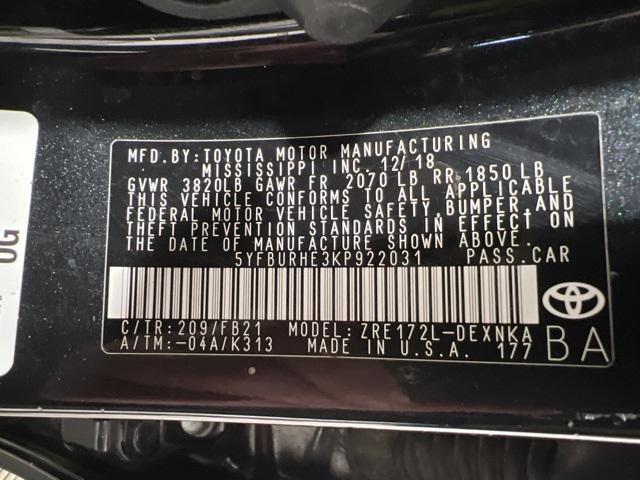 MFD.BY:TOYOTA MOTOR MANUFACTURING
MISSISSIPPI INC. 12/18
GVWR 3820LB GAWR FR 2070 LB RR 1850 LB
THIS VEHICLE CONFORMS TO ALL APPLICABLE
FEDERAL MOTOR VEHICLE SAFETY,BUMPER,AND
THEFT PREVENTION STANDARDS IN EFFECT ON
THE DATE OF MANUFACTURE SHOWN ABOVE.
5YFBURHE3KP922031 PASS.CAR
C/TR:209/FB21 MODEL:ZRE172L-DEXNKA
A/TM:-04A/K313 MADE IN U.S.A. 177
BA
OG